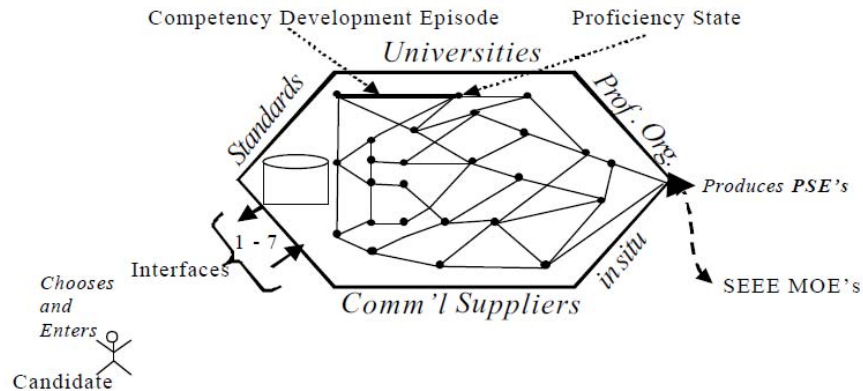 Competency Development Episode
Proficiency State
Universities
Standards
Prof. Org.
Produces PSE's
1 - 7
Interfaces
in situ
SEEE MOE's
Chooses
and
Enters
Comm'l Suppliers
Candidate